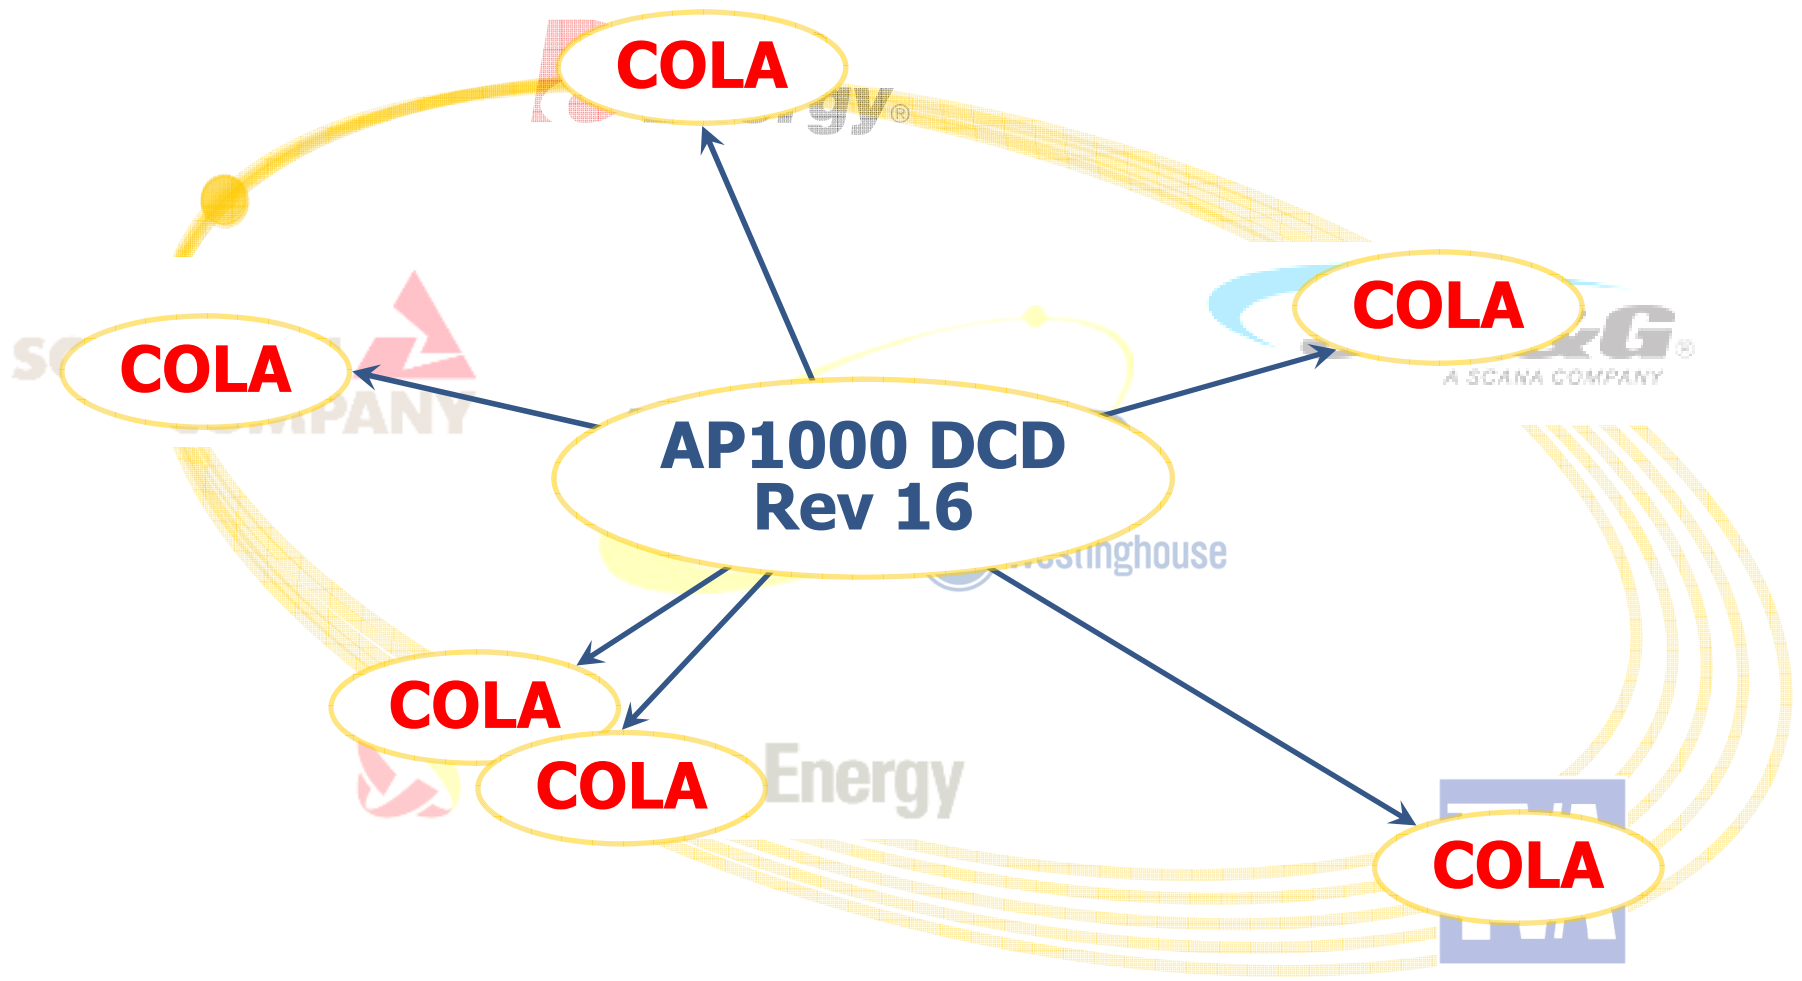 COLA
®
COLA
&G®
A SCANA COMPANY
COLA
AP1000 DCD
Rev 16
COLA
COLA
Energy
COLA